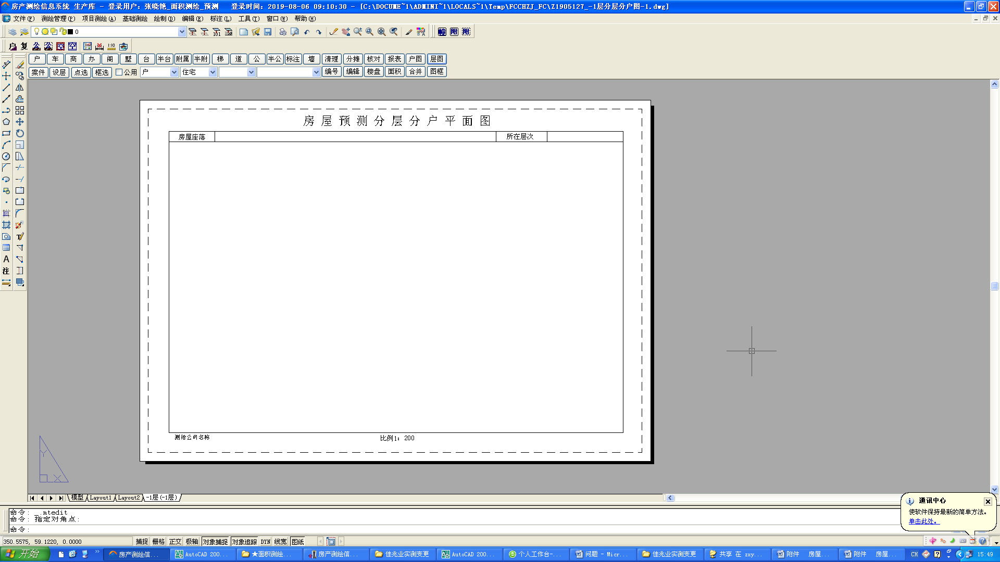 房产测绘信息系统 生产库 - 登录用户: 张晓艳_面积测绘_预测 登录时间: 2019-08-06 09:10:30 - [C:\DOCUME~1\ADMINI~1\LOCALS~1\Temp\FCCHZJ_FC\Z1905127_-1层分层分户图-1.dwg]
文件(F) 测绘管理(P) 项目测绘(A) 基础测绘 绘制(D) 编辑(E) 标注(L) 工具(T) 窗口(W) 帮助(H)
0
户 车 商 办 阁 墅 台 半台 附属 半附 梯 道 公 半公 标注 墙 清理 分摊 核对 报表 户图 层图
案件 设层 点选 框选 公用 户 住宅 编号 编辑 楼盘 面积 合并 图框
房屋预测分层分户平面图
房屋座落 所在层次
测绘公司名称 比例1: 200
模型 Layout1 Layout2 -1层(-1层)
命令: _.mtedit
命令: 指定对角点:
命令:
通讯中心
使软件保持最新的简单方法。
单击此处。
350.5575, 59.1220, 0.0000 捕捉 栅格 正交 极轴 对象捕捉 对象追踪 DYN 线宽 图纸
开始 房产测绘信... AutoCAD 200... ★面积测绘... 房产测绘信... 佳兆业实测变更 AutoCAD 200... 个人工作台-... 问题 - Micr... 佳兆业实测变更 共享 在 zxy... 附件 房屋... 附件 房屋... CH 15:49